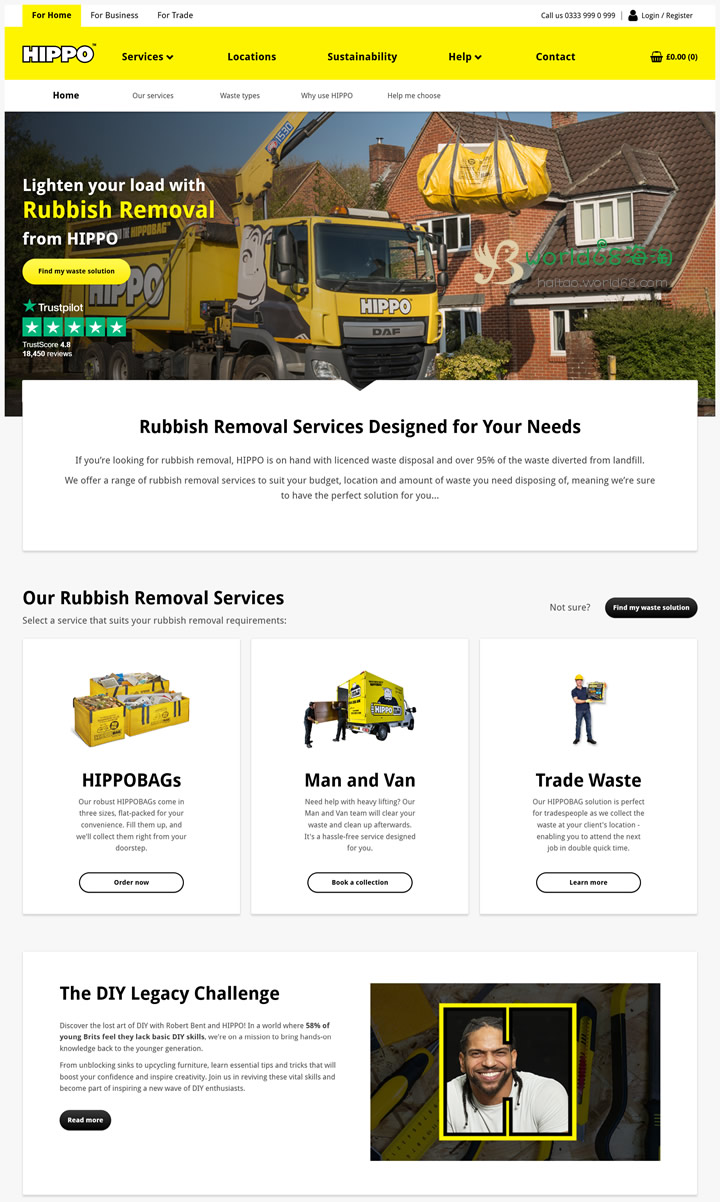 For Home For Business For Trade Call us 0333 999 0 999 | Login / Register
HIPPO™ Services Locations Sustainability Help Contact £0.00 (0)
Home Our services Waste types Why use HIPPO Help me choose
Lighten your load with
Rubbish Removal
from HIPPO
Find my waste solution
Trustpilot
TrustScore 4.8
18,450 reviews
HIPPO
HIPPO
DAF
world68海淘
haitao.world68.com
Rubbish Removal Services Designed for Your Needs
If you're looking for rubbish removal, HIPPO is on hand with licenced waste disposal and over 95% of the waste diverted from landfill.
We offer a range of rubbish removal services to suit your budget, location and amount of waste you need disposing of, meaning we're sure
to have the perfect solution for you...
Our Rubbish Removal Services
Not sure? Find my waste solution
Select a service that suits your rubbish removal requirements:
HIPPO
HIPPOBAGs
Our robust HIPPOBAGs come in
three sizes, flat-packed for your
convenience. Fill them up, and
we'll collect them right from your
doorstep.
Order now
Man and Van
Need help with heavy lifting? Our
Man and Van team will clear your
waste and clean up afterwards.
It's a hassle-free service designed
for you.
Book a collection
Trade Waste
Our HIPPOBAG solution is perfect
for tradespeople as we collect the
waste at your client's location -
enabling you to attend the next
job in double quick time.
Learn more
The DIY Legacy Challenge
Discover the lost art of DIY with Robert Bent and HIPPO! In a world where 58% of
young Brits feel they lack basic DIY skills, we're on a mission to bring hands-on
knowledge back to the younger generation.
From unblocking sinks to upcycling furniture, learn essential tips and tricks that will
boost your confidence and inspire creativity. Join us in reviving these vital skills and
become part of inspiring a new wave of DIY enthusiasts.
Read more